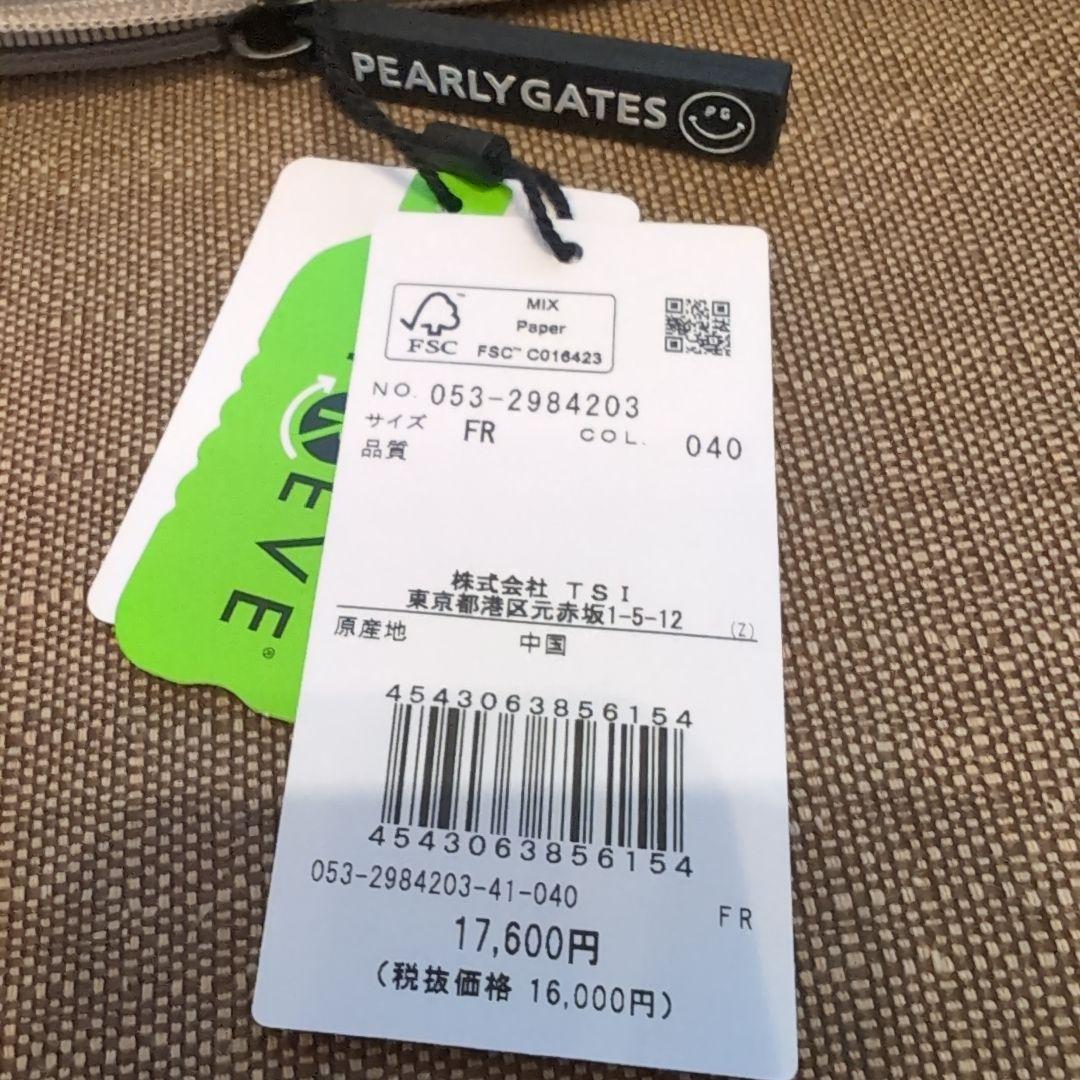 PEARLY GATES
PG
MIX
Paper
FSC™ C016423
FSC
NO. 053-2984203
サイズ FR COL. 040
品質
株式会社 TSI
東京都港区元赤坂1-5-12 (Z)
原産地 中国
4543063856154
4543063856154
053-2984203-41-040
FR
17,600円
(税抜価格 16,000円)
EVE®